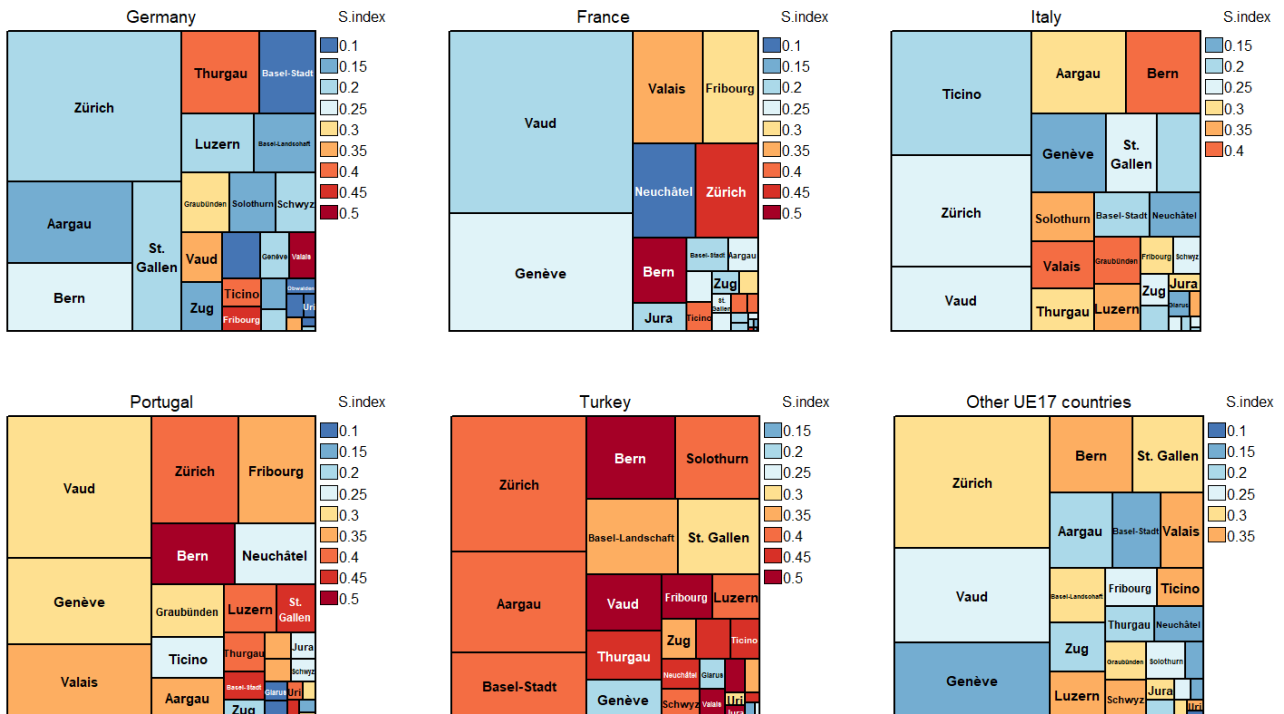 Germany
S.index
Zürich
Thurgau
Basel-Stadt
Luzern
Basel-Landschaft
Aargau
St.
Gallen
Graubünden
Solothurn
Schwyz
Bern
Vaud
Genève
Valais
Zug
Ticino
Fribourg
Obwalden
Uri
0.1
0.15
0.2
0.25
0.3
0.35
0.4
0.45
0.5
France
S.index
Vaud
Valais
Fribourg
Neuchâtel
Zürich
Genève
Bern
Basel-Stadt
Aargau
Zug
Jura
Ticino
St.
Gallen
0.1
0.15
0.2
0.25
0.3
0.35
0.4
0.45
0.5
Italy
S.index
Ticino
Aargau
Bern
Genève
St.
Gallen
Zürich
Solothurn
Basel-Stadt
Neuchâtel
Valais
Graubünden
Fribourg
Schwyz
Vaud
Thurgau
Luzern
Zug
Jura
Glarus
0.15
0.2
0.25
0.3
0.35
0.4
Portugal
S.index
Vaud
Zürich
Fribourg
Bern
Neuchâtel
Genève
Graubünden
Luzern
St.
Gallen
Ticino
Thurgau
Jura
Schwyz
Valais
Aargau
Basel-Stadt
Glarus
Uri
Zug
0.1
0.15
0.2
0.25
0.3
0.35
0.4
0.45
0.5
Turkey
S.index
Zürich
Bern
Solothurn
Basel-Landschaft
St. Gallen
Aargau
Vaud
Fribourg
Luzern
Zug
Ticino
Thurgau
Neuchâtel
Glarus
Basel-Stadt
Genève
Schwyz
Valais
Uri
Jura
0.15
0.2
0.25
0.3
0.35
0.4
0.45
0.5
Other UE17 countries
S.index
Zürich
Bern
St. Gallen
Aargau
Basel-Stadt
Valais
Vaud
Basel-Landschaft
Fribourg
Ticino
Thurgau
Neuchâtel
Zug
Graubünden
Solothurn
Genève
Luzern
Schwyz
Jura
Uri
0.1
0.15
0.2
0.25
0.3
0.35